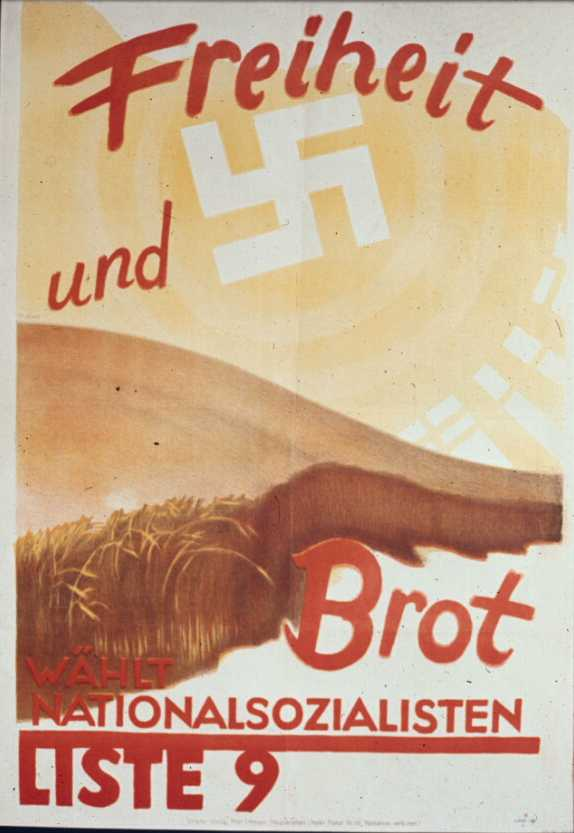 Freiheit
und
Brot
WÄHLT
NATIONALSOZIALISTEN
LISTE 9